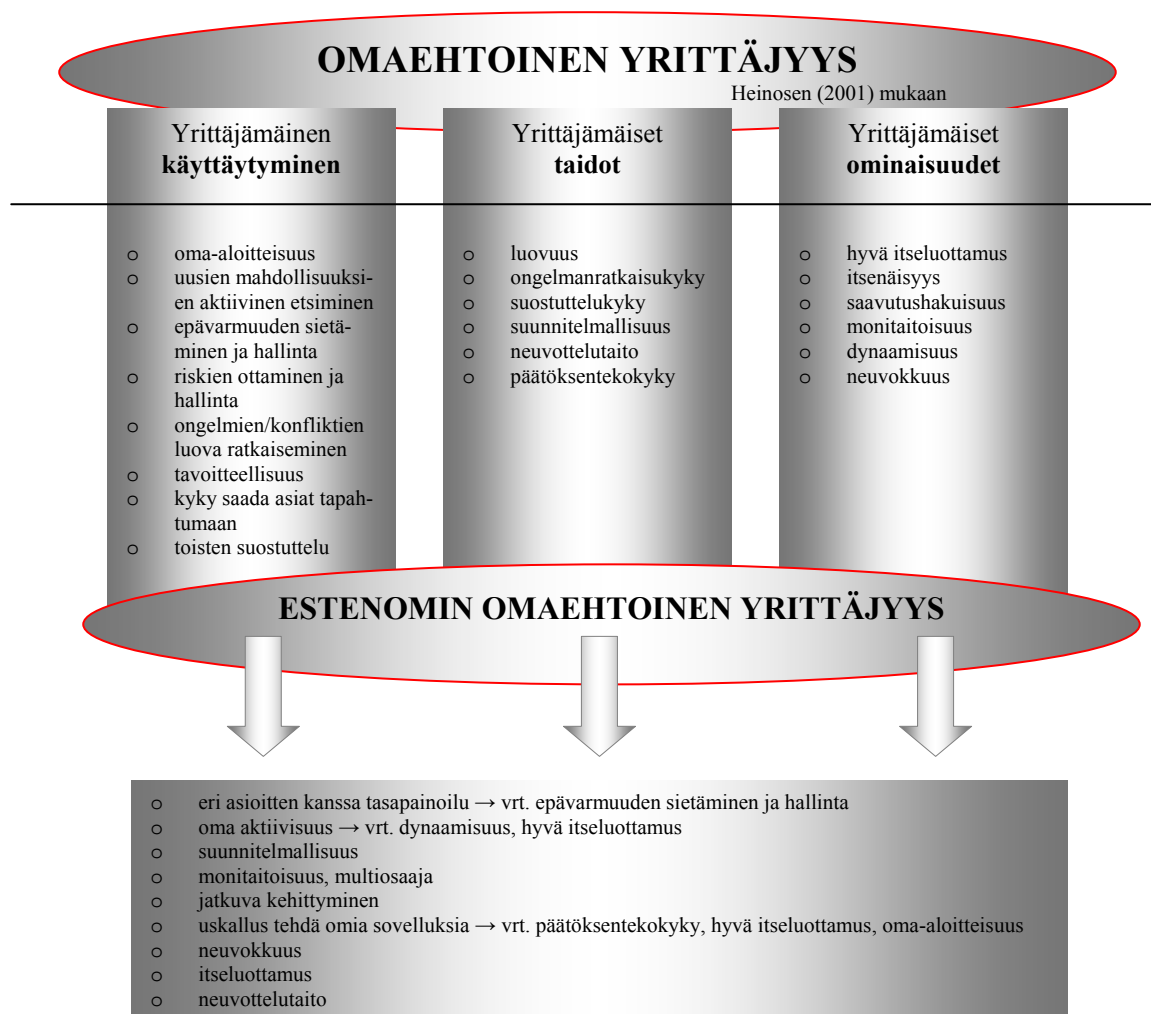 OMAEHTOINEN YRITTÄJYYS
Heinosen (2001) mukaan
Yrittäjämäinen
käyttäytyminen
o oma-aloitteisuus
o uusien mahdollisuuksi-
en aktiivinen etsiminen
o epävarmuuden sietä-
minen ja hallinta
o riskien ottaminen ja
hallinta
o ongelmien/konfliktien
luova ratkaiseminen
o tavoitteellisuus
o kyky saada asiat tapah-
tumaan
o toisten suostuttelu
Yrittäjämäiset
taidot
o luovuus
o ongelmanratkaisukyky
o suostuttelukyky
o suunnitelmallisuus
o neuvottelutaito
o päätöksentekokyky
Yrittäjämäiset
ominaisuudet
o hyvä itseluottamus
o itsenäisyys
o saavutushakuisuus
o monitaitoisuus
o dynaamisuus
o neuvokkuus
ESTENOMIN OMAEHTOINEN YRITTÄJYYS
o eri asioitten kanssa tasapainoilu → vrt. epävarmuuden sietäminen ja hallinta
o oma aktiivisuus → vrt. dynaamisuus, hyvä itseluottamus
o suunnitelmallisuus
o monitaitoisuus, multiosaaja
o jatkuva kehittyminen
o uskallus tehdä omia sovelluksia → vrt. päätöksentekokyky, hyvä itseluottamus, oma-aloitteisuus
o neuvokkuus
o itseluottamus
o neuvottelutaito